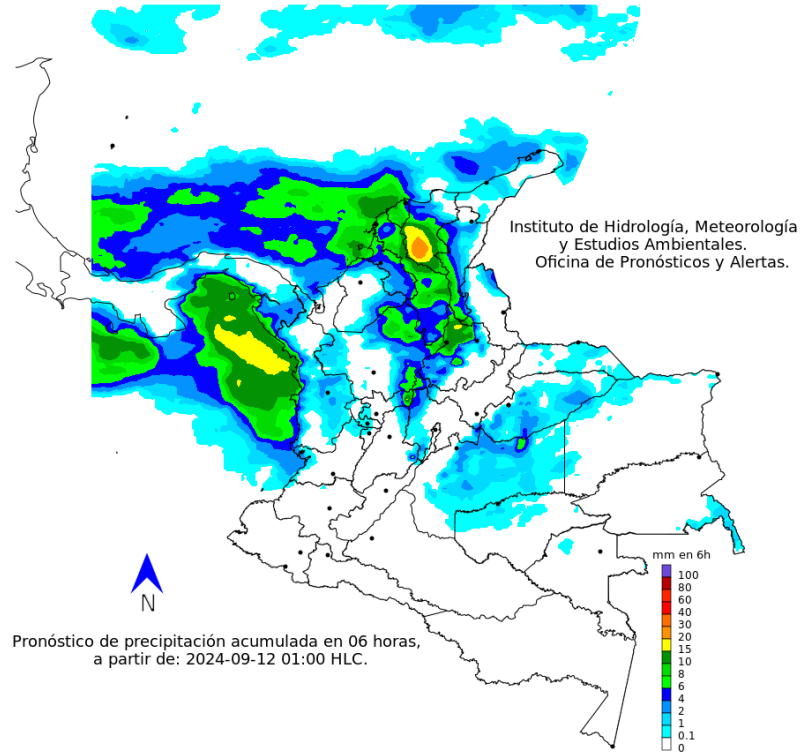 Instituto de Hidrología, Meteorología
y Estudios Ambientales.
Oficina de Pronósticos y Alertas.
N
Pronóstico de precipitación acumulada en 06 horas,
a partir de: 2024-09-12 01:00 HLC.
mm en 6h
100
80
60
40
30
20
15
10
8
6
4
2
1
0.1
0